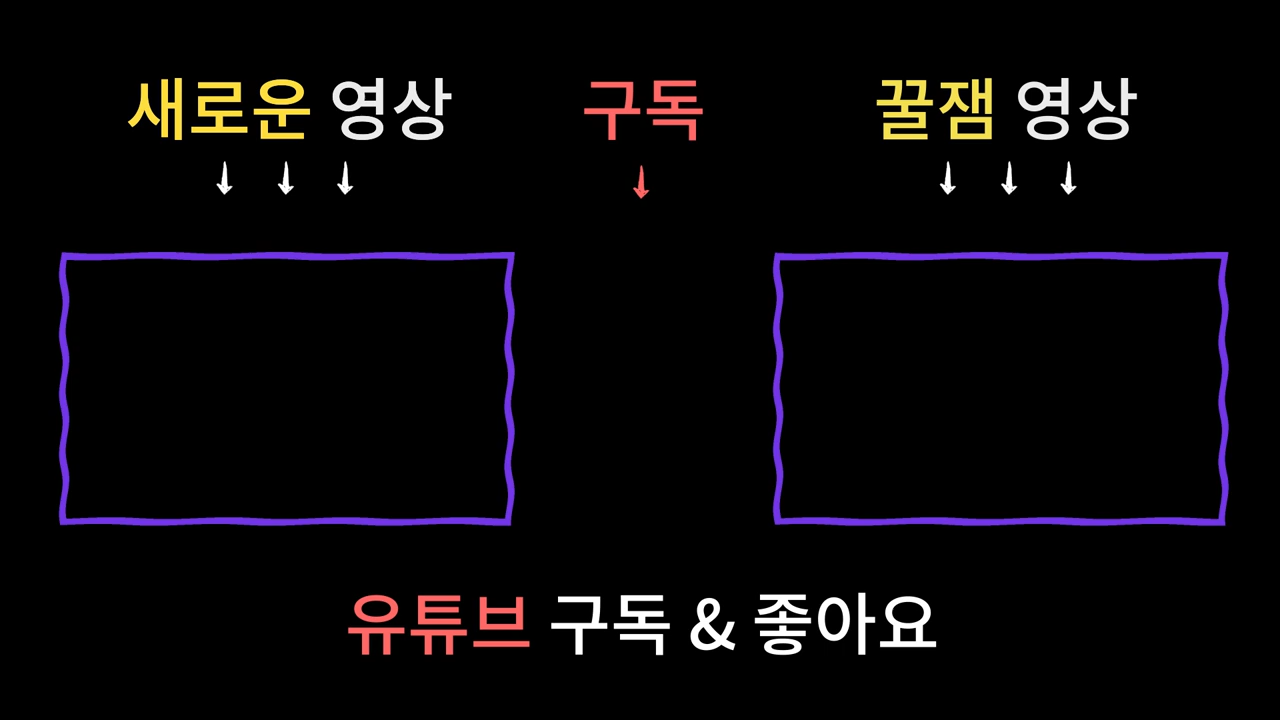 새로운 영상
구독
꿀잼 영상
유튜브 구독 & 좋아요